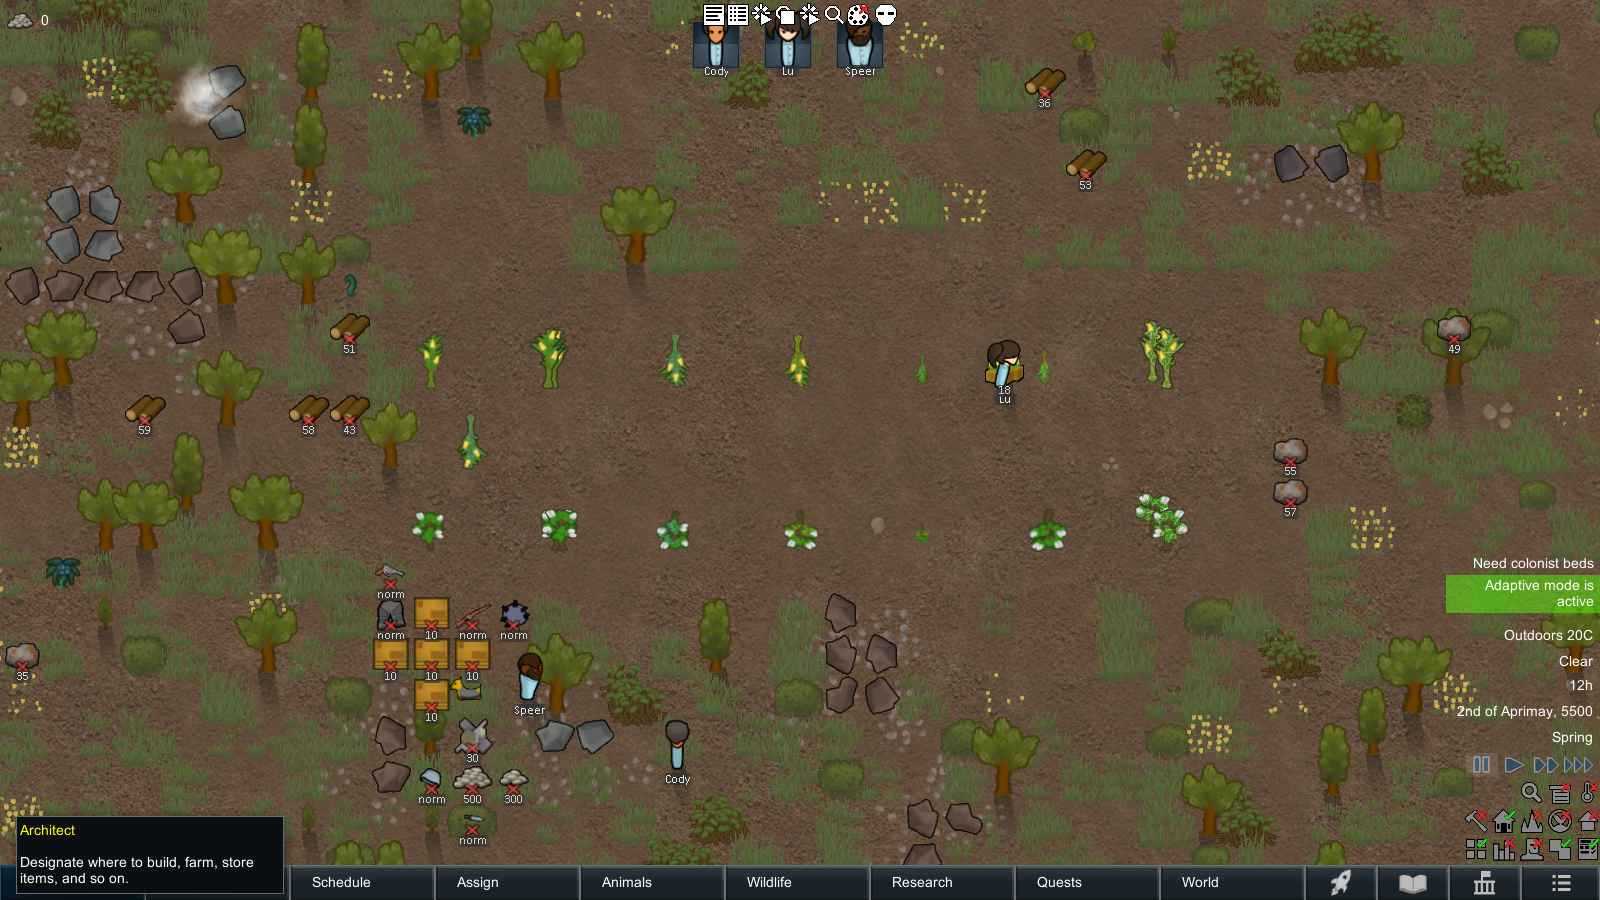 0
Cody
Lu
Speer
36
53
51
49
18
Lu
59
58
43
55
57
norm
norm
10
norm
norm
35
10
10
10
10
Speer
30
Cody
norm
500
300
norm
Need colonist beds
Adaptive mode is
active
Outdoors 20C
Clear
12h
2nd of Aprimay, 5500
Spring
Architect
Designate where to build, farm, store
items, and so on.
Schedule
Assign
Animals
Wildlife
Research
Quests
World